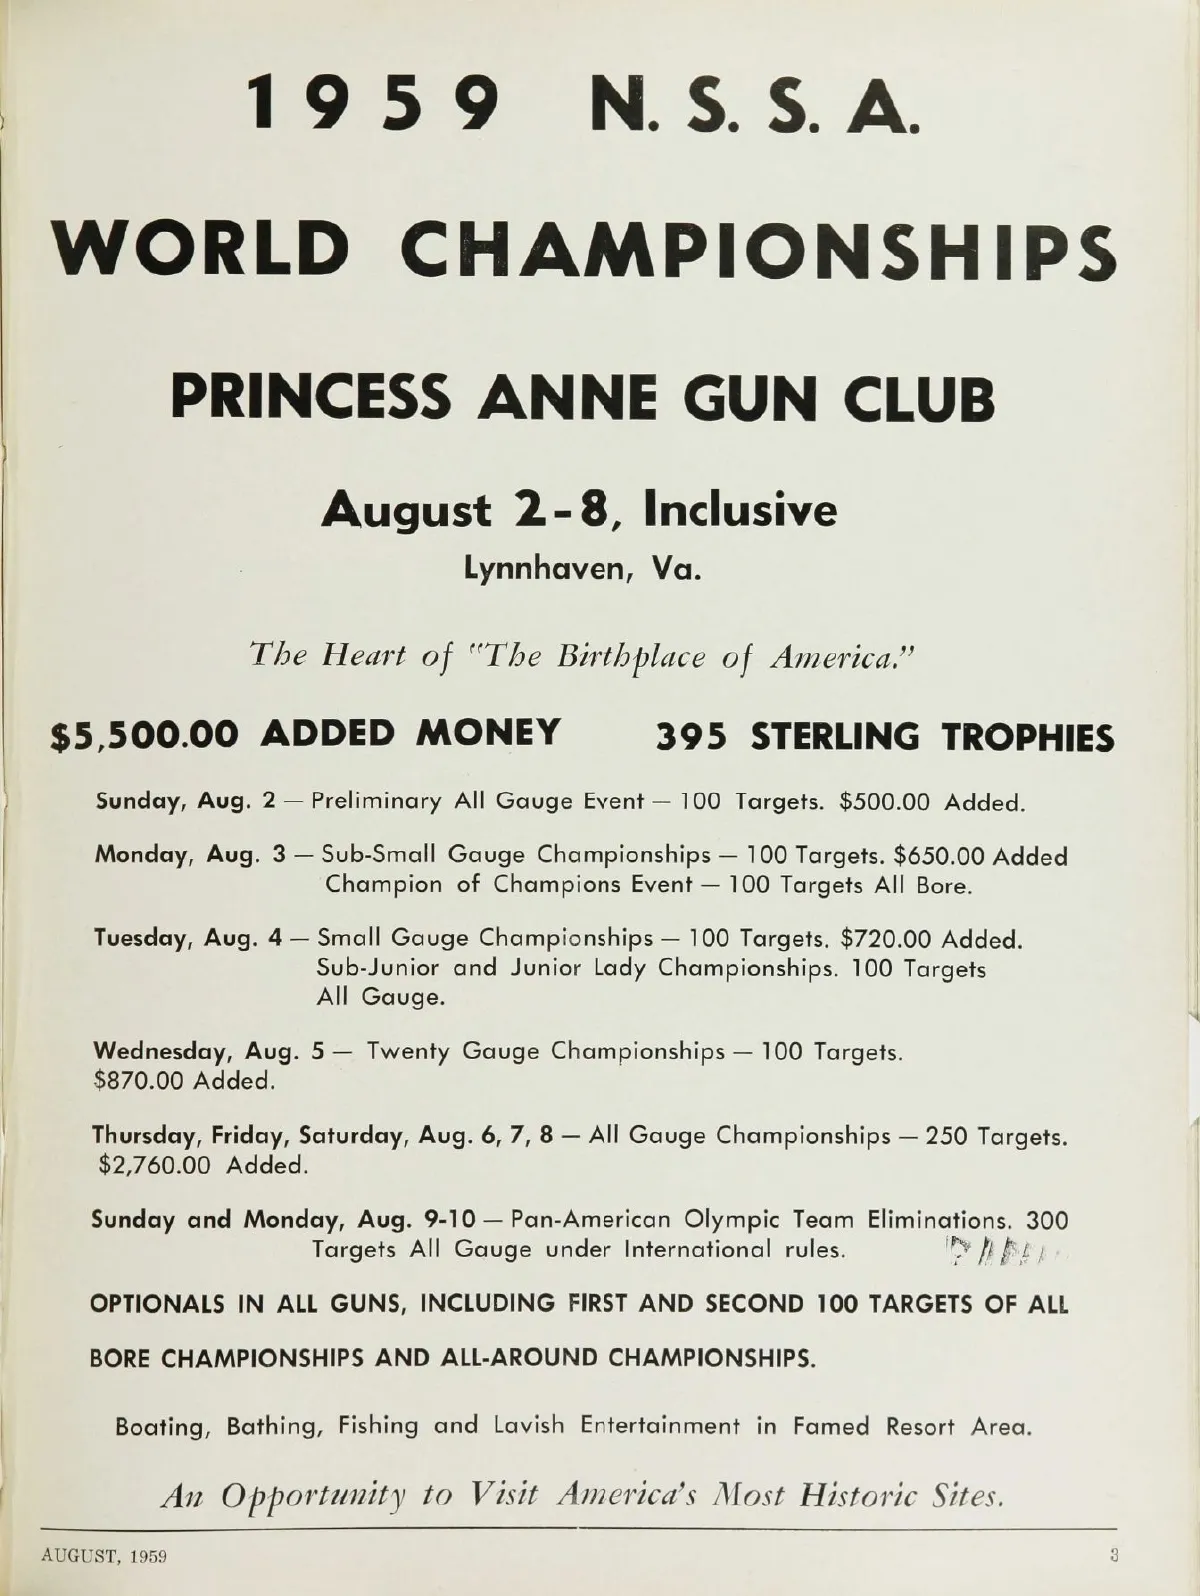 1959 N. S. S. A.
WORLD CHAMPIONSHIPS
PRINCESS ANNE GUN CLUB
August 2-8, Inclusive
Lynnhaven, Va.
The Heart of "The Birthplace of America."
$5,500.00 ADDED MONEY 395 STERLING TROPHIES
Sunday, Aug. 2 — Preliminary All Gauge Event — 100 Targets. $500.00 Added.
Monday, Aug. 3 — Sub-Small Gauge Championships — 100 Targets. $650.00 Added
Champion of Champions Event — 100 Targets All Bore.
Tuesday, Aug. 4 — Small Gauge Championships — 100 Targets. $720.00 Added.
Sub-Junior and Junior Lady Championships. 100 Targets
All Gauge.
Wednesday, Aug. 5 — Twenty Gauge Championships — 100 Targets.
$870.00 Added.
Thursday, Friday, Saturday, Aug. 6, 7, 8 — All Gauge Championships — 250 Targets.
$2,760.00 Added.
Sunday and Monday, Aug. 9-10 — Pan-American Olympic Team Eliminations. 300
Targets All Gauge under International rules.
OPTIONALS IN ALL GUNS, INCLUDING FIRST AND SECOND 100 TARGETS OF ALL
BORE CHAMPIONSHIPS AND ALL-AROUND CHAMPIONSHIPS.
Boating, Bathing, Fishing and Lavish Entertainment in Famed Resort Area.
An Opportunity to Visit America's Most Historic Sites.
AUGUST, 1959 3